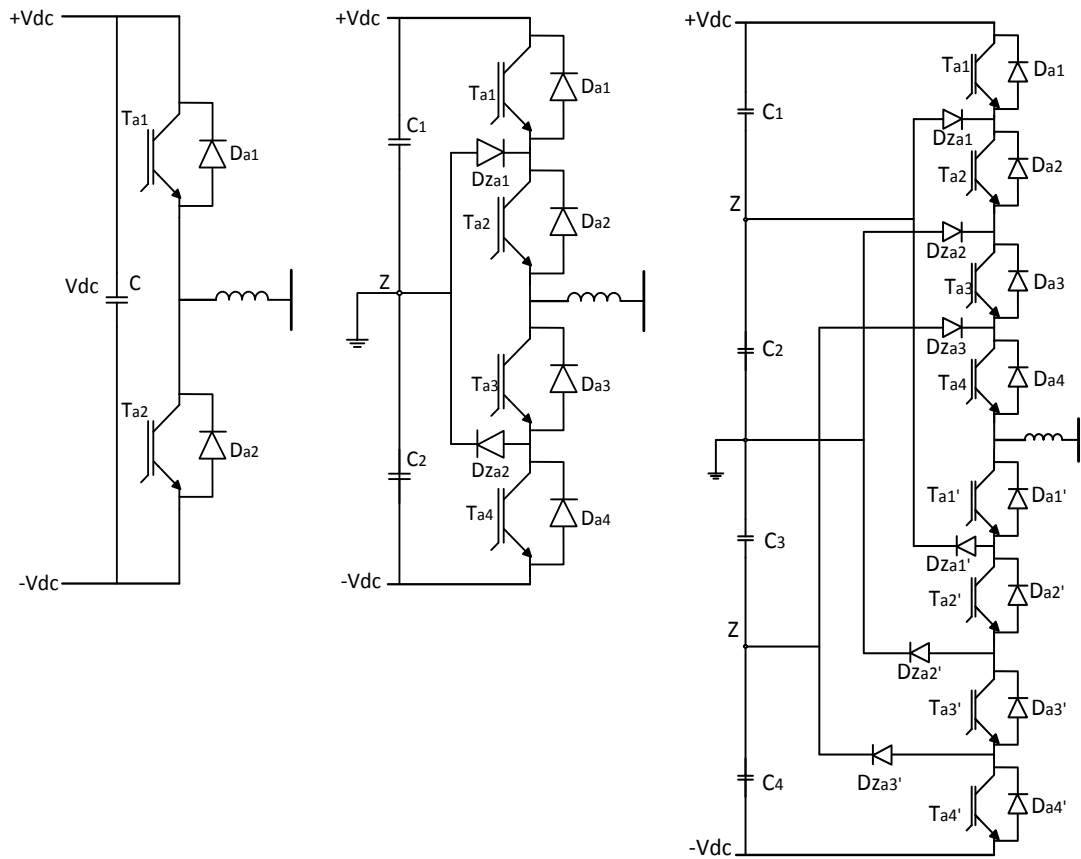 +Vdc
Ta1
Da1
Vdc
C
Ta2
Da2
-Vdc
+Vdc
Ta1
Da1
C1
Dza1
Ta2
Da2
Z
Ta3
Da3
C2
Dza2
Ta4
Da4
-Vdc
+Vdc
Ta1
Da1
C1
Dza1
Ta2
Da2
Z
Dza2
Ta3
Da3
C2
Dza3
Ta4
Da4
Ta1'
Da1'
C3
Dza1'
Ta2'
Da2'
Z
Dza2'
Ta3'
Da3'
C4
Dza3'
Ta4'
Da4'
-Vdc